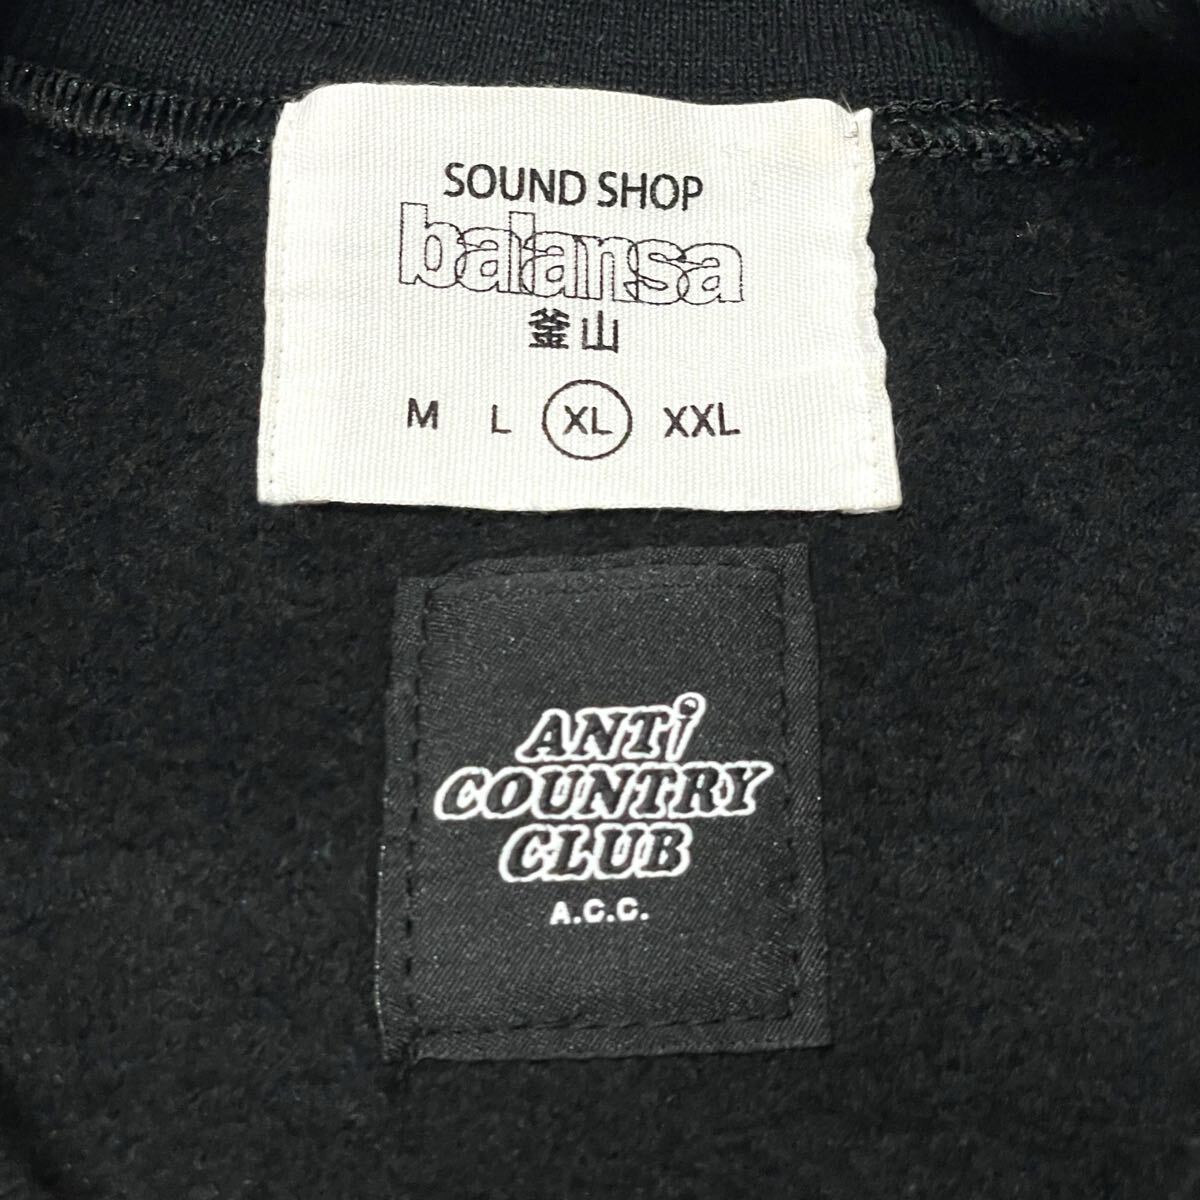 SOUND SHOP
balansa
釜山
M L XL XXL
ANTi
COUNTRY
CLUB
A.C.C.